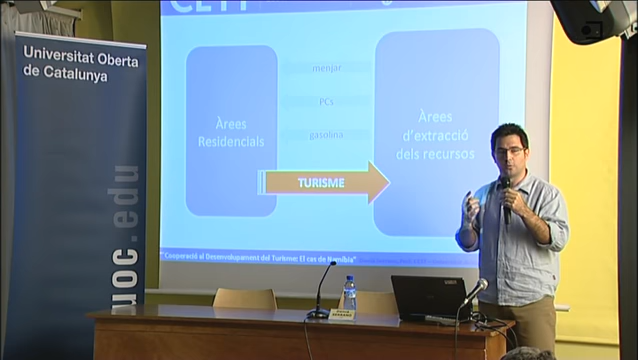 CETT
Universitat Oberta
de Catalunya
menjar
PCs
gasolina
Àrees
Residencials
Àrees
d'extracció
dels recursos
TURISME
"Cooperació al Desenvolupament del Turisme: El cas de Namíbia"
uoc.edu